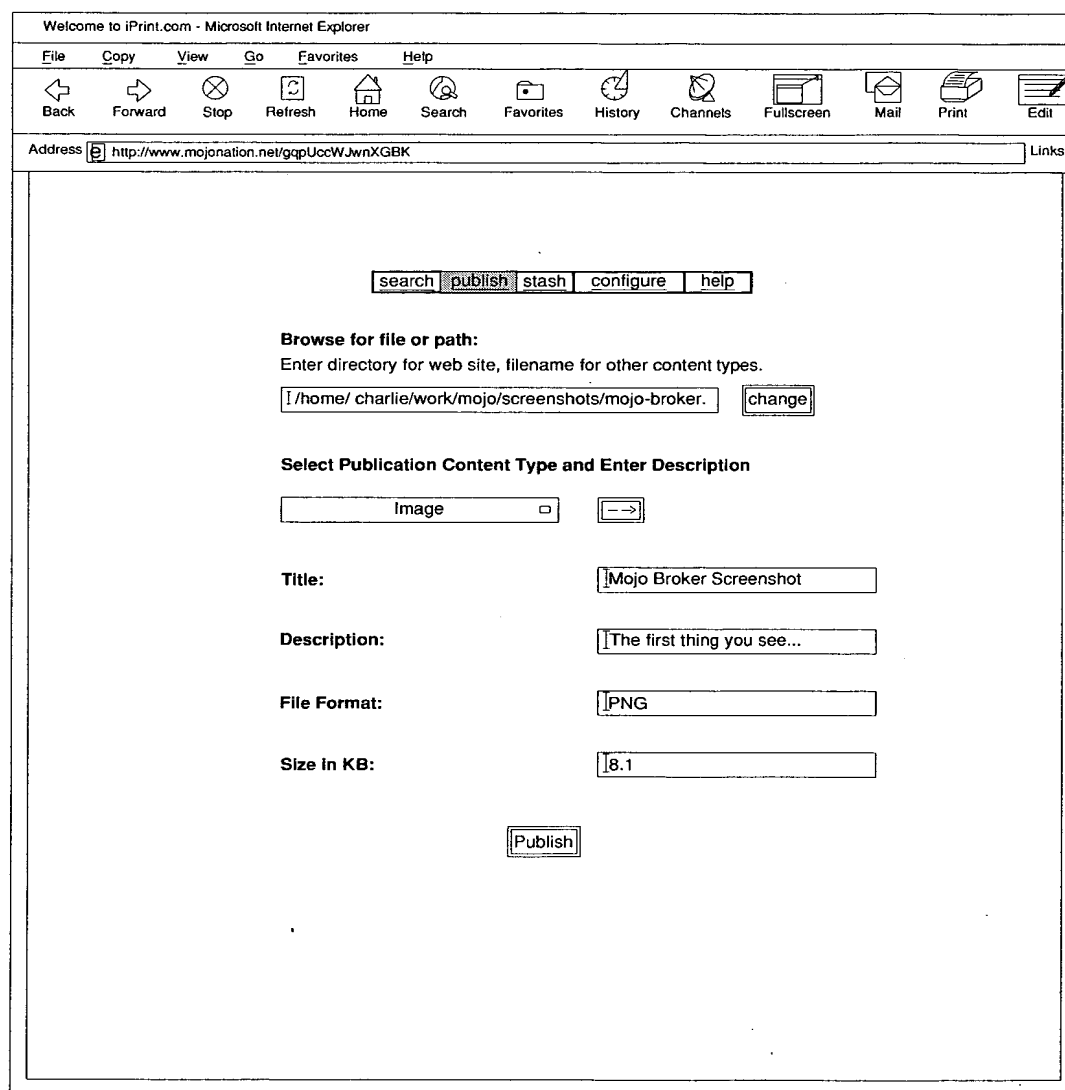 Welcome to iPrint.com - Microsoft Internet Explorer
File Copy View Go Favorites Help
Back Forward Stop Refresh Home Search Favorites History Channels Fullscreen Mail Print Edit
Address e http://www.mojonation.net/gqpUccWJwnXGBK Links
search publish stash configure help
Browse for file or path:
Enter directory for web site, filename for other content types.
/home/ charlie/work/mojo/screenshots/mojo-broker. change
Select Publication Content Type and Enter Description
Image -->
Title: Mojo Broker Screenshot
Description: The first thing you see...
File Format: PNG
Size in KB: 8.1
Publish